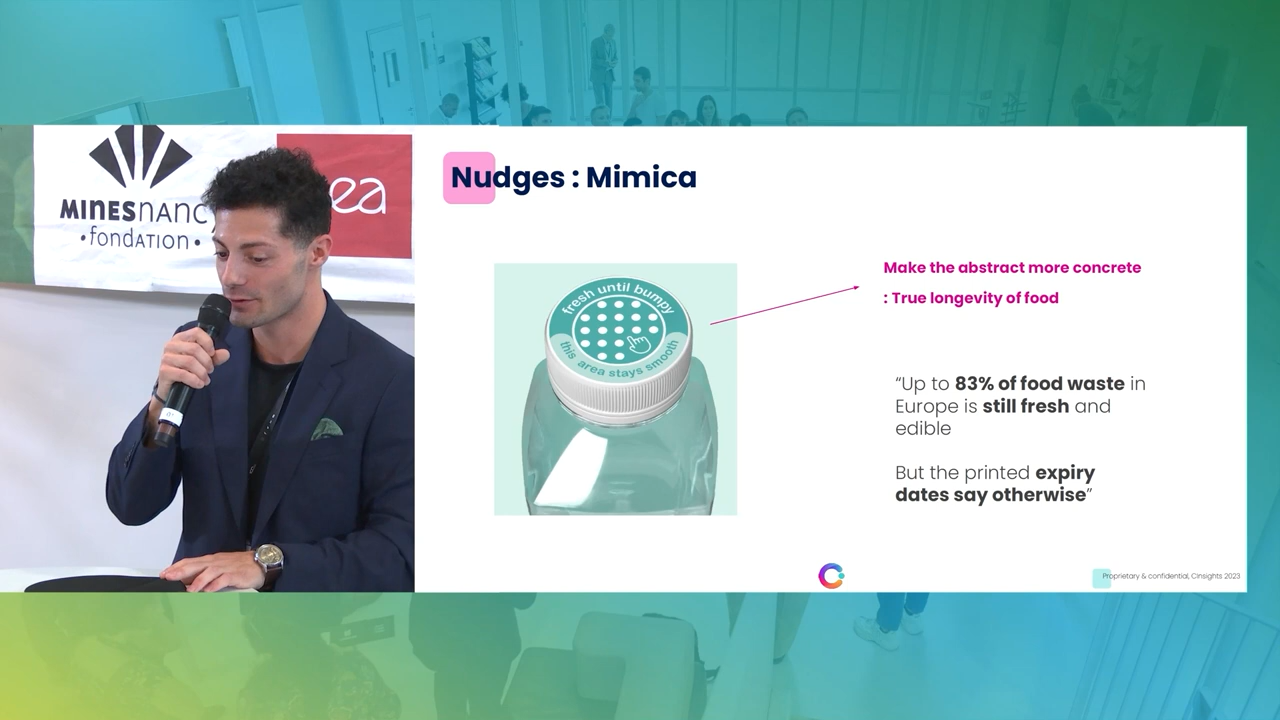 MINESNANC
•fondation•
ea
Nudges : Mimica
fresh until bumpy
this area stays smooth
Make the abstract more concrete
: True longevity of food
“Up to 83% of food waste in
Europe is still fresh and
edible
But the printed expiry
dates say otherwise”
Proprietary & confidential, CInsights 2023